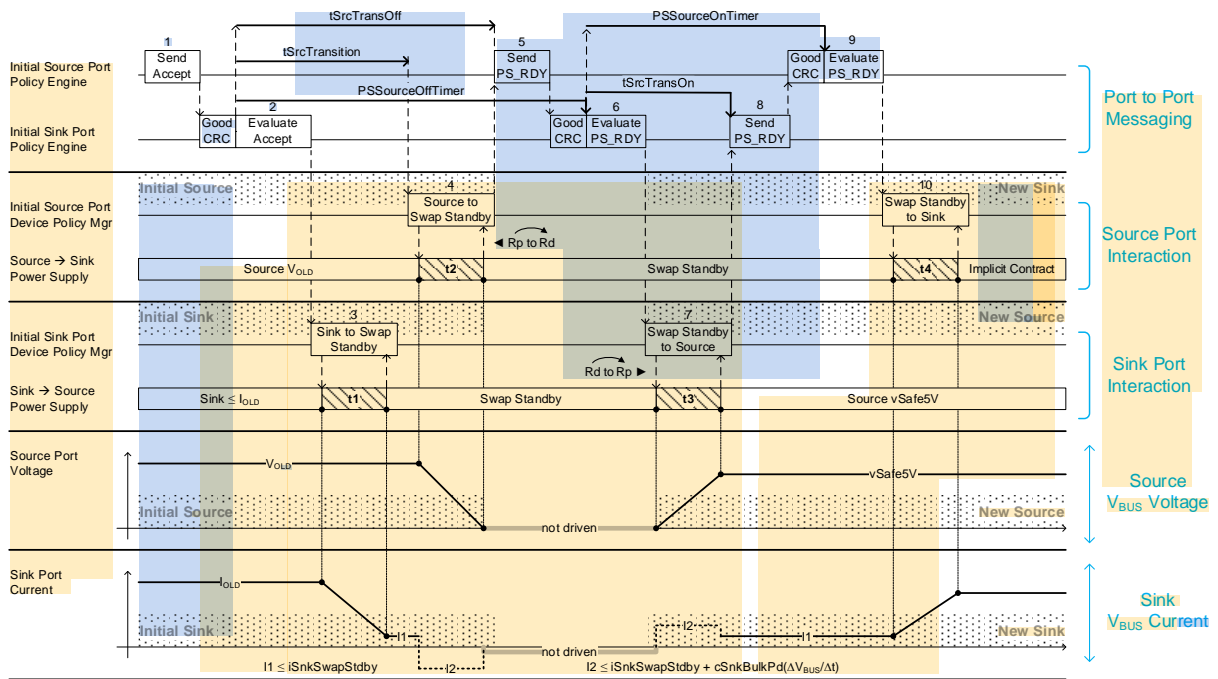 tSrcTransOff
PSSourceOnTimer
1
5
9
Initial Source Port
Policy Engine
Send
Accept
tSrcTransition
Send
PS_RDY
Good
CRC
Evaluate
PS_RDY
tSrcTransOn
PSSourceOffTimer
2
6
8
Initial Sink Port
Policy Engine
Good
CRC
Evaluate
Accept
Good
CRC
Evaluate
PS_RDY
Send
PS_RDY
Port to Port
Messaging
Initial Source
4
10
New Sink
Initial Source Port
Device Policy Mgr
Source to
Swap Standby
Swap Standby
to Sink
Rp to Rd
Source → Sink
Power Supply
Source VOLD
t2
Swap Standby
t4
Implicit Contract
Source Port
Interaction
Initial Sink
3
7
New Source
Initial Sink Port
Device Policy Mgr
Sink to Swap
Standby
Swap Standby
to Source
Rd to Rp
Sink → Source
Power Supply
Sink ≤ IOLD
t1
Swap Standby
t3
Source vSafe5V
Sink Port
Interaction
Source Port
Voltage
VOLD
vSafe5V
Initial Source
not driven
New Source
Source
VBUS Voltage
Sink Port
Current
IOLD
Initial Sink
I1
I2
not driven
I2
I1
New Sink
I1 ≤ iSnkSwapStdby
I2 ≤ iSnkSwapStdby + cSnkBulkPd(ΔVBUS/Δt)
Sink
VBUS Current